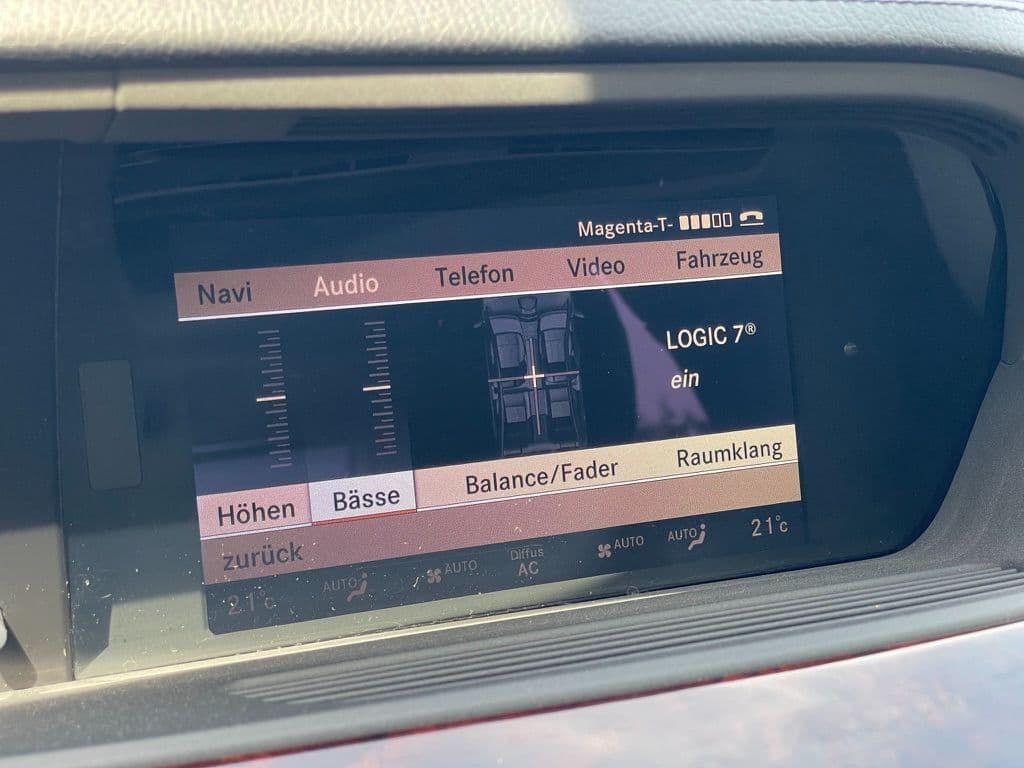 Magenta-T-
Navi Audio Telefon Video Fahrzeug
LOGIC 7®
ein
Höhen Bässe Balance/Fader Raumklang
zurück
21°C AUTO AUTO Diffus AC AUTO AUTO 21°C